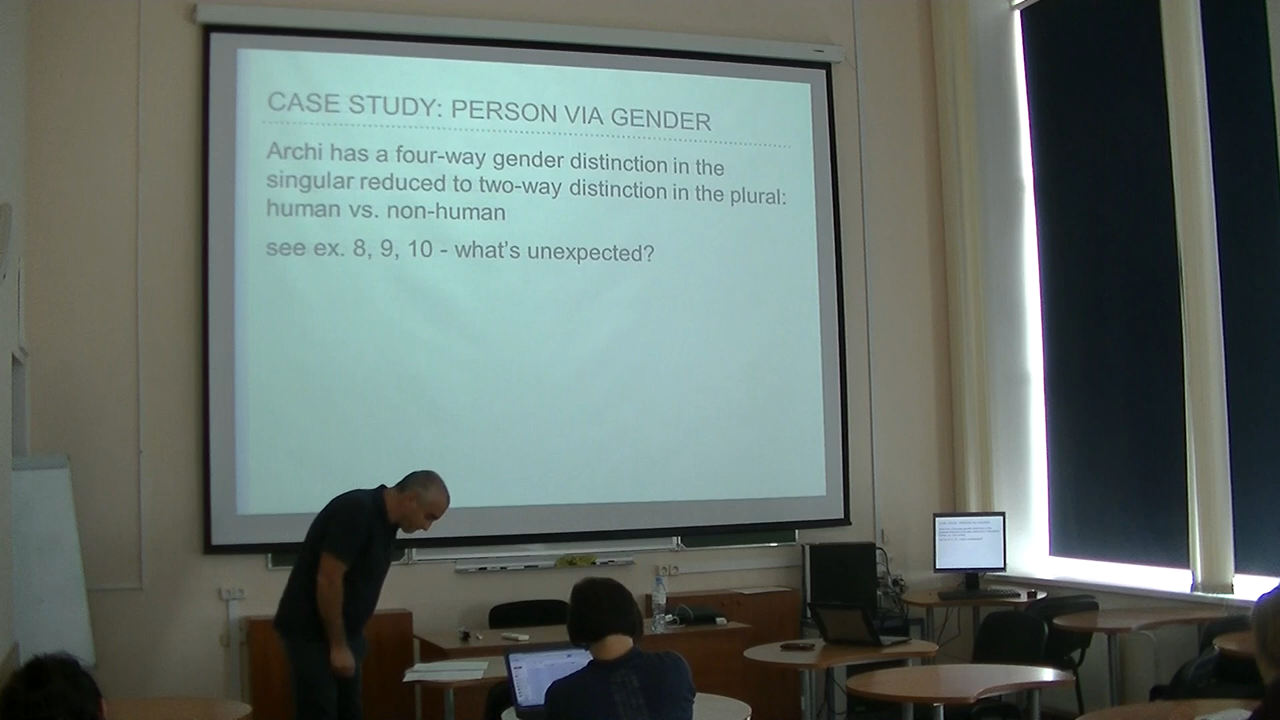 CASE STUDY: PERSON VIA GENDER
Archi has a four-way gender distinction in the
singular reduced to two-way distinction in the plural:
human vs. non-human
see ex. 8, 9, 10 - what's unexpected?